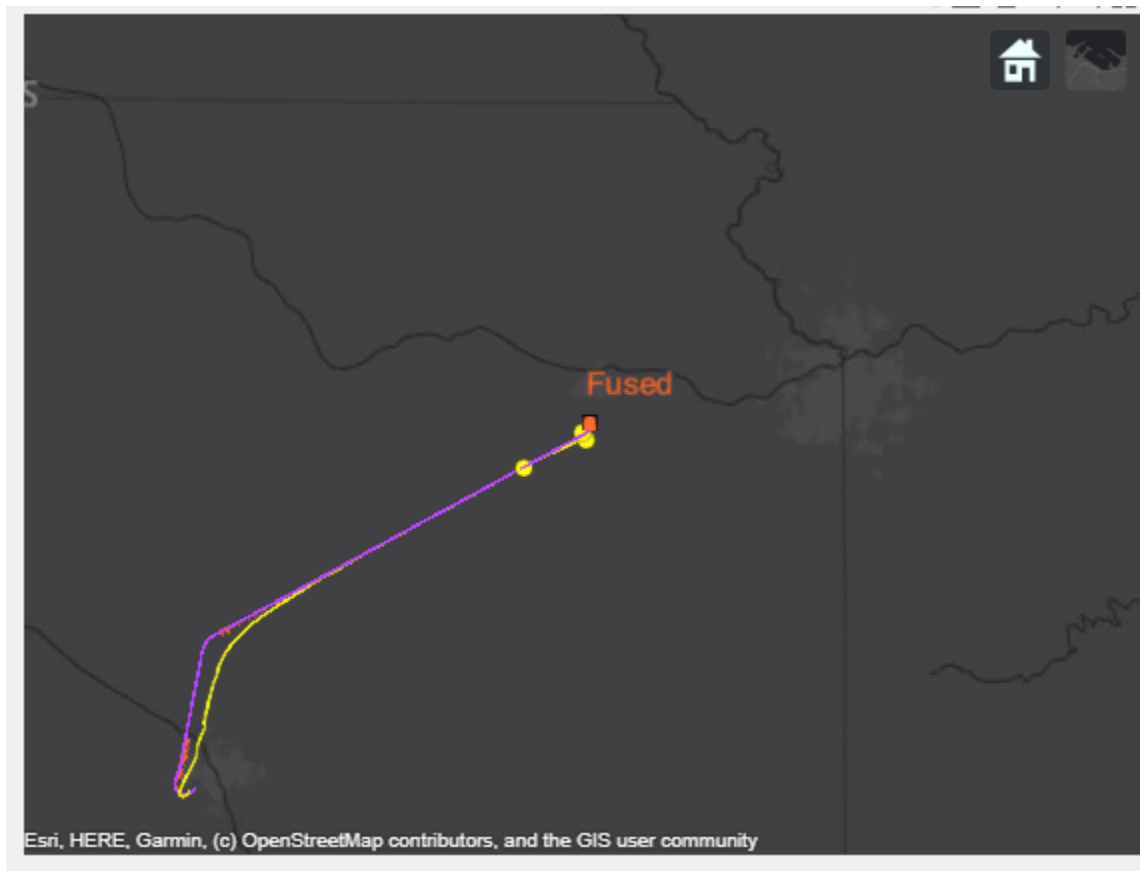 S
Fused
Esri, HERE, Garmin, (c) OpenStreetMap contributors, and the GIS user community